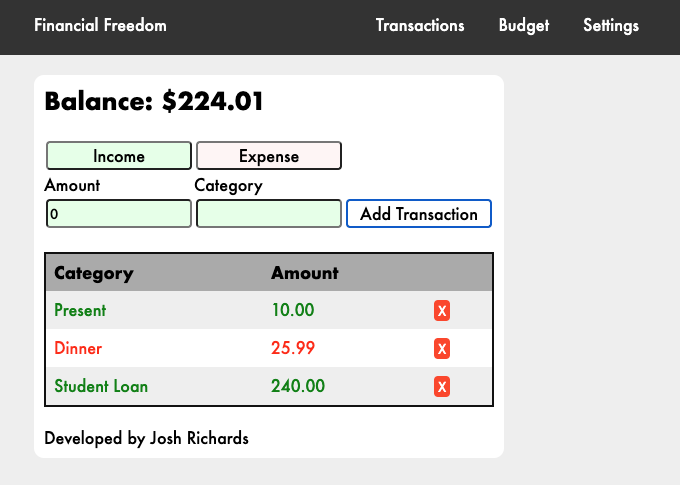 Financial Freedom Transactions Budget Settings
Balance: $224.01
Income Expense
Amount Category
0 Add Transaction
Category Amount
Present 10.00 X
Dinner 25.99 X
Student Loan 240.00 X
Developed by Josh Richards